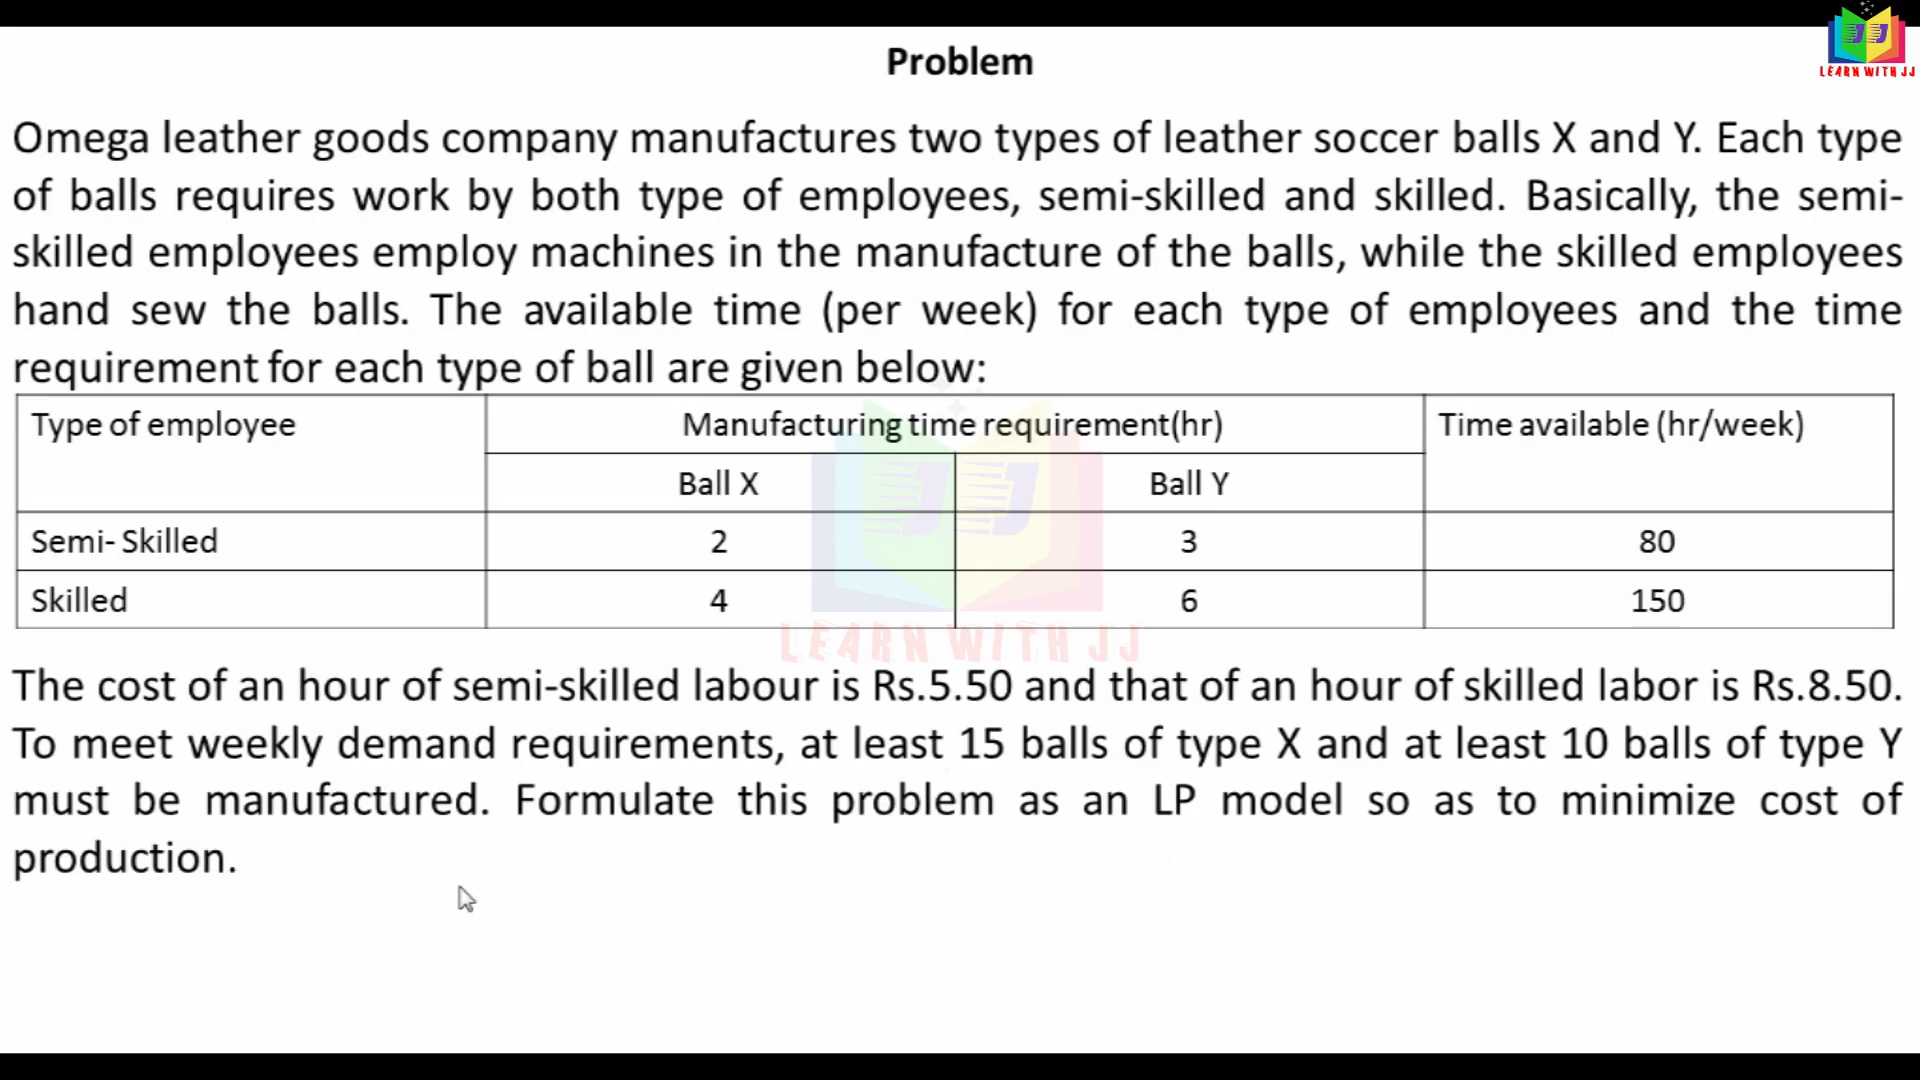 Problem
LEARN WITH JJ
Omega leather goods company manufactures two types of leather soccer balls X and Y. Each type
of balls requires work by both type of employees, semi-skilled and skilled. Basically, the semi-
skilled employees employ machines in the manufacture of the balls, while the skilled employees
hand sew the balls. The available time (per week) for each type of employees and the time
requirement for each type of ball are given below:
Type of employee Manufacturing time requirement(hr) Time available (hr/week)
Ball X Ball Y
Semi- Skilled 2 3 80
Skilled 4 6 150
LEARN WITH JJ
The cost of an hour of semi-skilled labour is Rs.5.50 and that of an hour of skilled labor is Rs.8.50.
To meet weekly demand requirements, at least 15 balls of type X and at least 10 balls of type Y
must be manufactured. Formulate this problem as an LP model so as to minimize cost of
production.